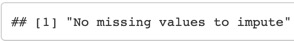 ## [1] "No missing values to impute"